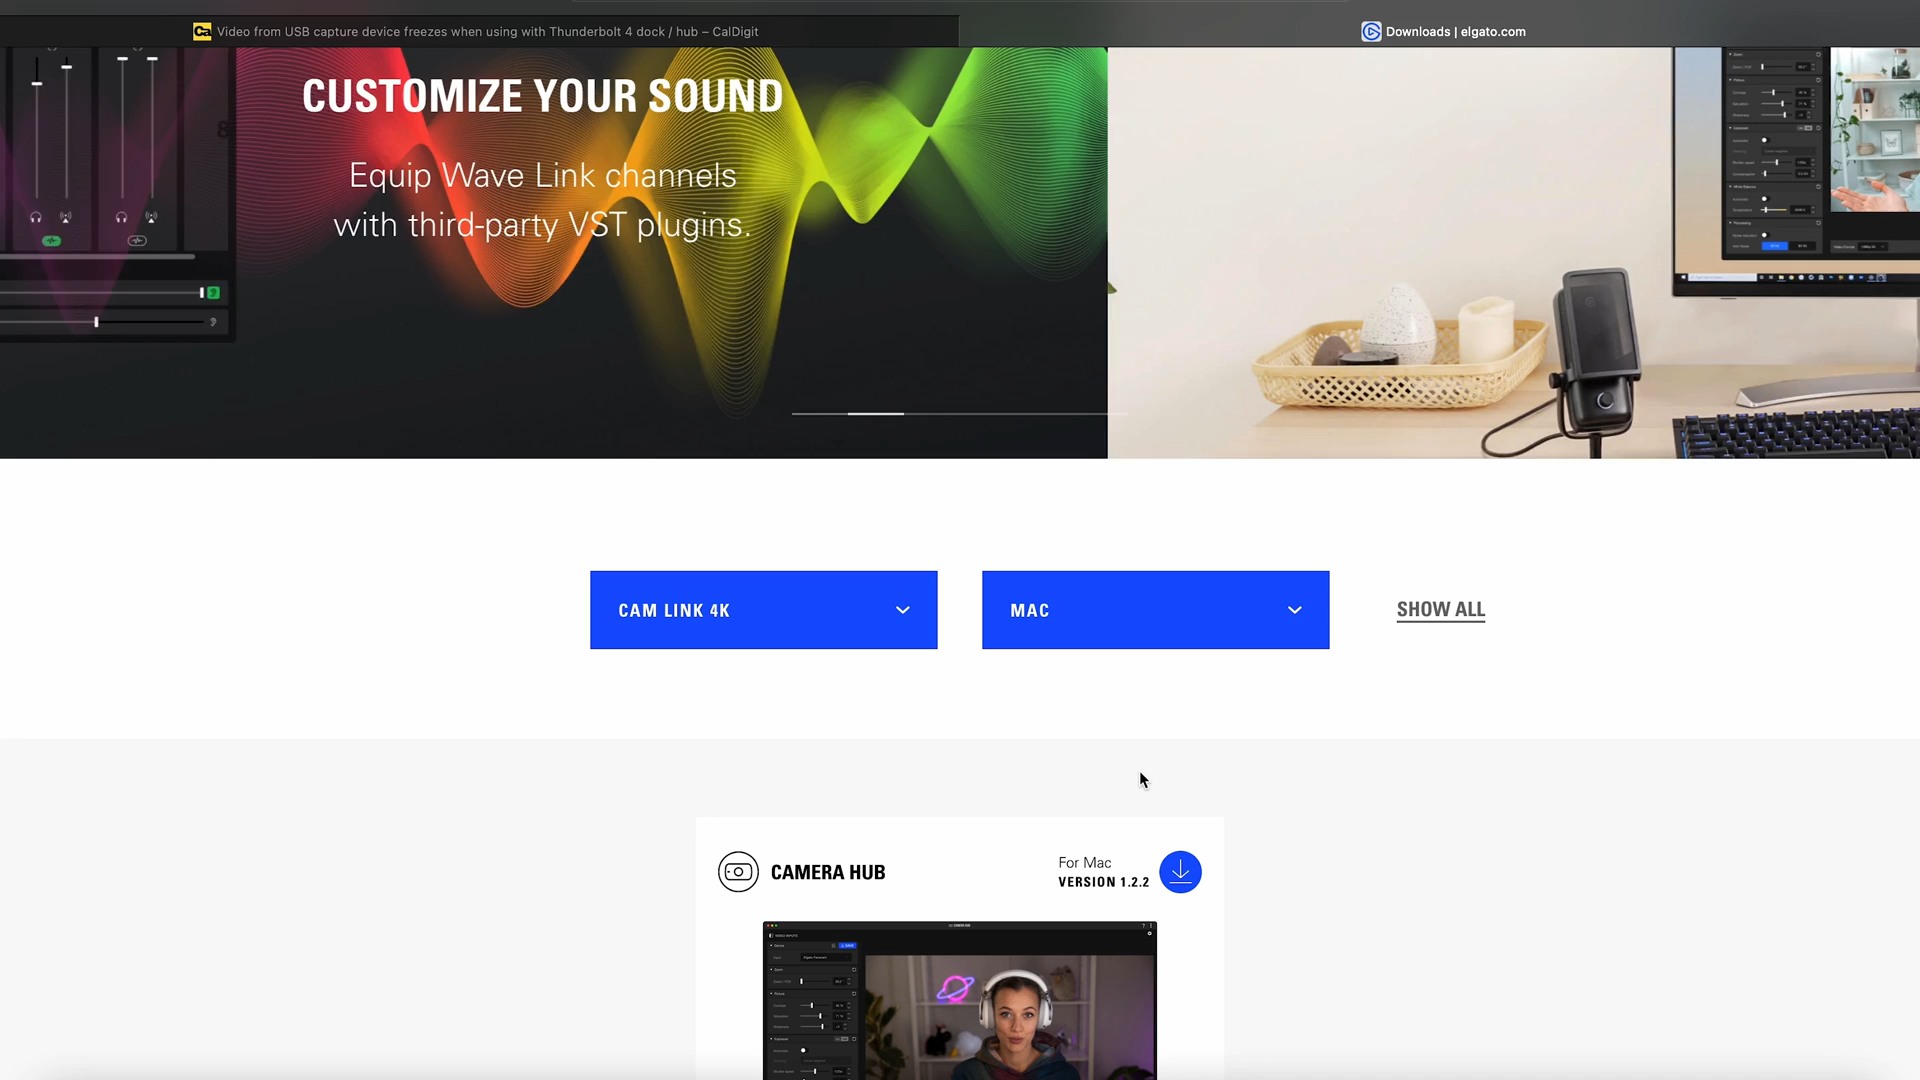 Ca Video from USB capture device freezes when using with Thunderbolt 4 dock / hub – CalDigit
Downloads | elgato.com
CUSTOMIZE YOUR SOUND
Equip Wave Link channels
with third-party VST plugins.
CAM LINK 4K
MAC
SHOW ALL
CAMERA HUB
For Mac
VERSION 1.2.2